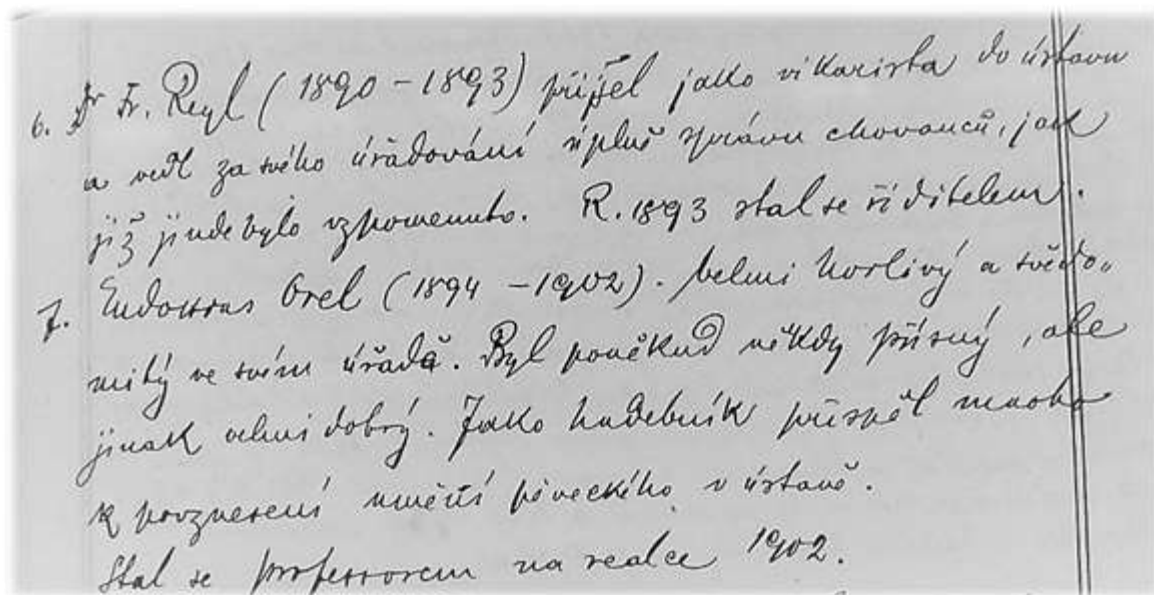 6. Dr Fr. Reyl (1890 – 1893) přišel jako vikarista do ústavu
a vedl za svého úřadování úplně správu chovanců, jak
již jinde bylo vzpomenuto. R. 1893 stal se ředitelem.
7. Orel (1894 – 1902). Velmi horlivý a svědo„
mitý ve svém úřadě. Byl poněkud někdy přísný, ale
jinak velmi dobrý. Jako hudebník přispěl mnoho
k povznesení umění pěveckého v ústavě.
Stal se professorem na realce 1902.